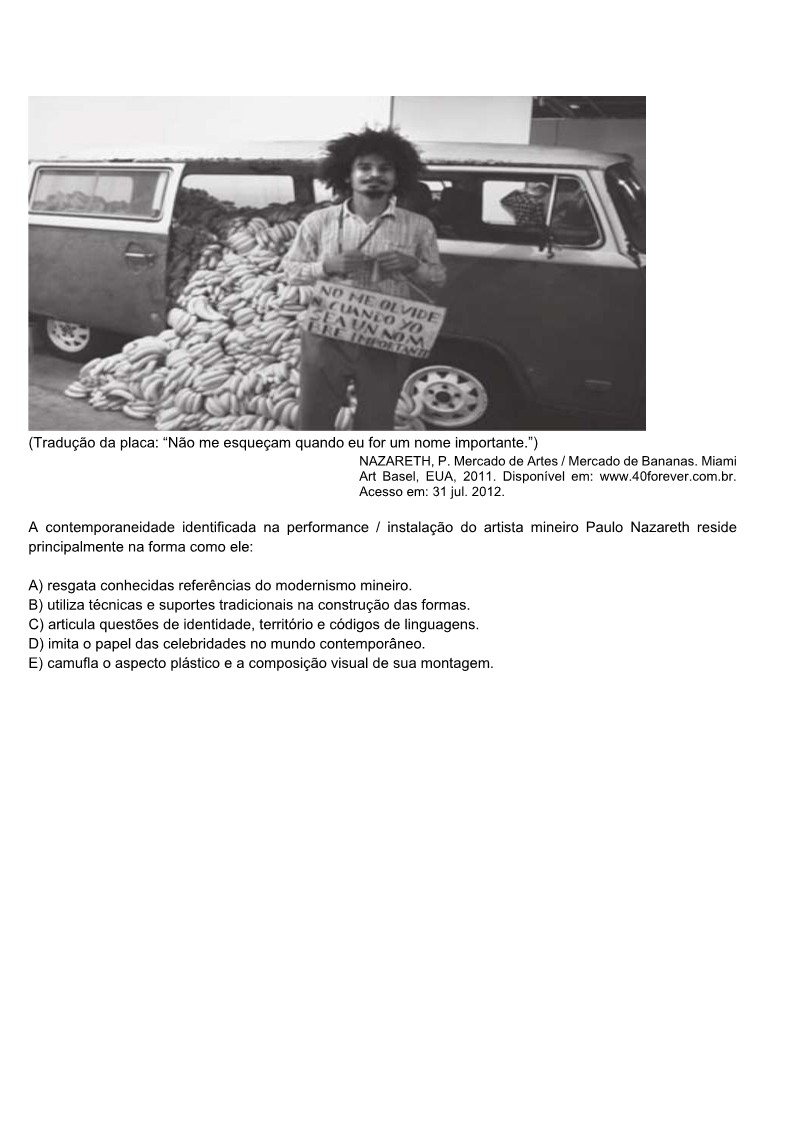 NO ME OLVIDE
N CUANDO YO
SEA UN NOM
BRE IMPORTANTE
(Tradução da placa: “Não me esqueçam quando eu for um nome importante.”)
NAZARETH, P. Mercado de Artes / Mercado de Bananas. Miami
Art Basel, EUA, 2011. Disponível em: www.40forever.com.br.
Acesso em: 31 jul. 2012.
A contemporaneidade identificada na performance / instalação do artista mineiro Paulo Nazareth reside
principalmente na forma como ele:
A) resgata conhecidas referências do modernismo mineiro.
B) utiliza técnicas e suportes tradicionais na construção das formas.
C) articula questões de identidade, território e códigos de linguagens.
D) imita o papel das celebridades no mundo contemporâneo.
E) camufla o aspecto plástico e a composição visual de sua montagem.